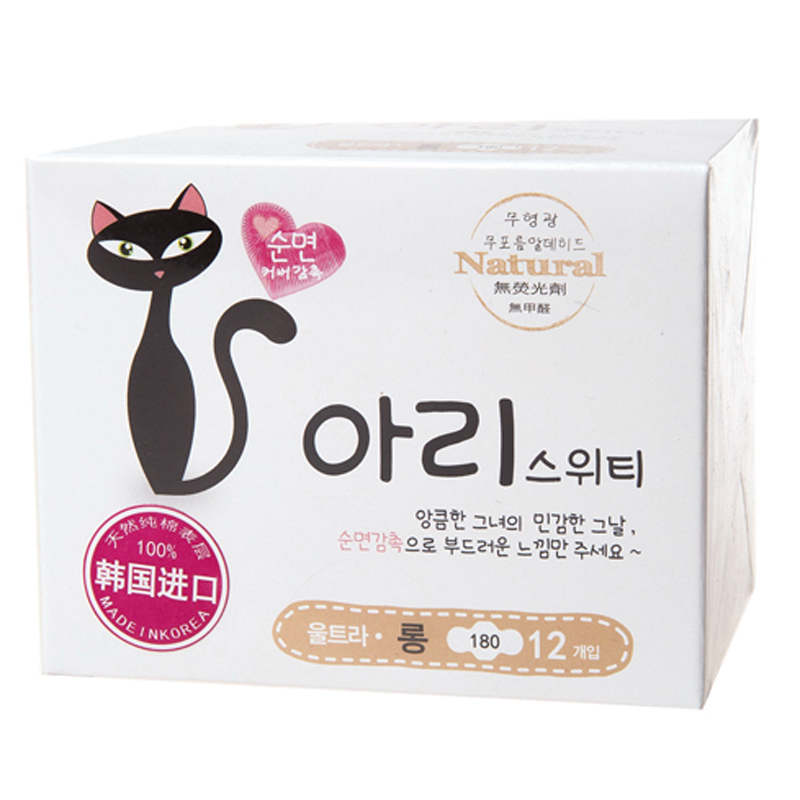 순면
커버감촉
무형광
무포름알데히드
Natural
無熒光劑
無甲醛
아리 스위티
앙큼한 그녀의 민감한 그날,
순면감촉으로 부드러운 느낌만 주세요~
天然纯棉表层
100%
韩国进口
MADE IN KOREA
울트라·롱 180 12개입